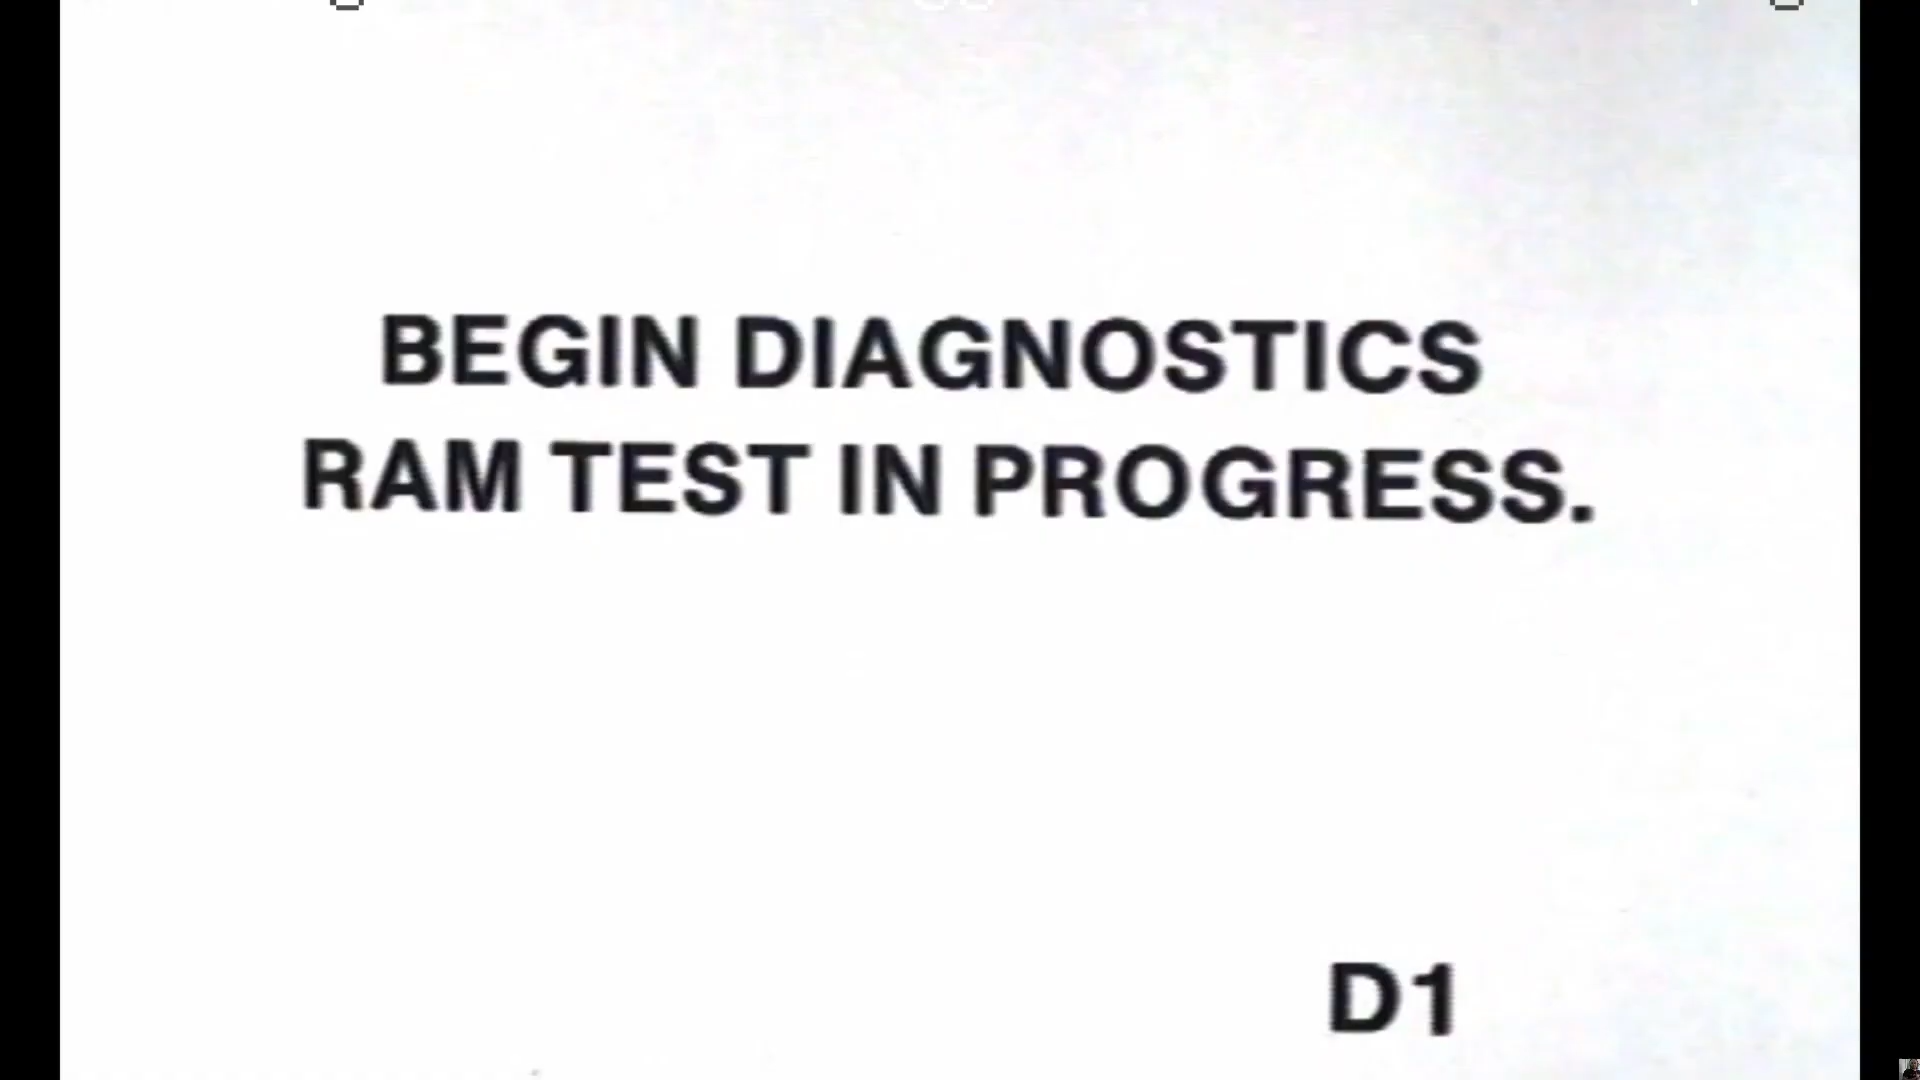 BEGIN DIAGNOSTICS
RAM TEST IN PROGRESS.
D1